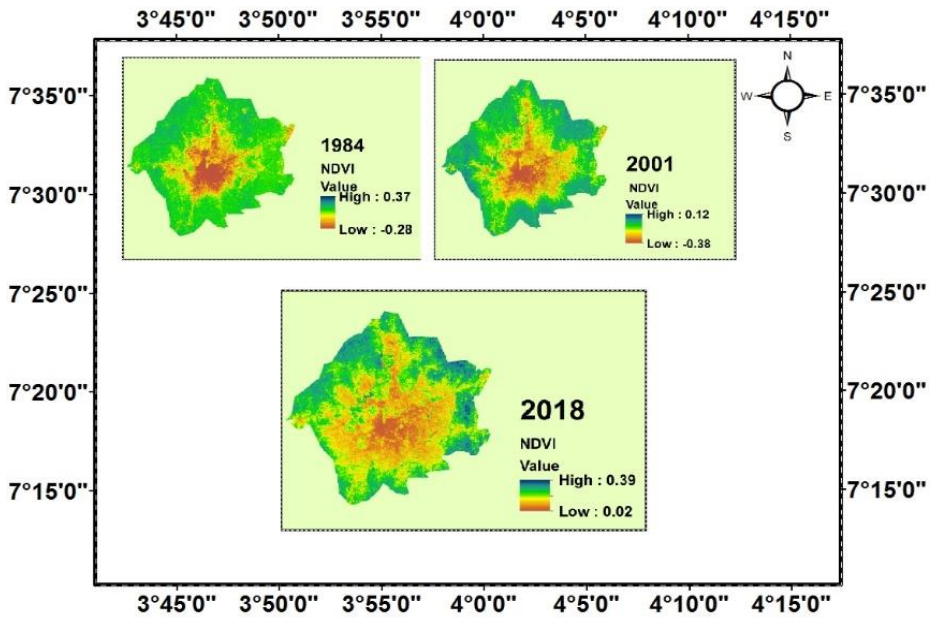 3°45'0" 3°50'0" 3°55'0" 4°0'0" 4°5'0" 4°10'0" 4°15'0"
N
W E
S
7°35'0" 7°35'0"
1984
NDVI
Value
High : 0.37
Low : -0.28
2001
NDVI
Value
High : 0.12
Low : -0.38
7°30'0" 7°30'0"
7°25'0" 7°25'0"
7°20'0" 7°20'0"
2018
NDVI
Value
High : 0.39
Low : 0.02
7°15'0" 7°15'0"
3°45'0" 3°50'0" 3°55'0" 4°0'0" 4°5'0" 4°10'0" 4°15'0"